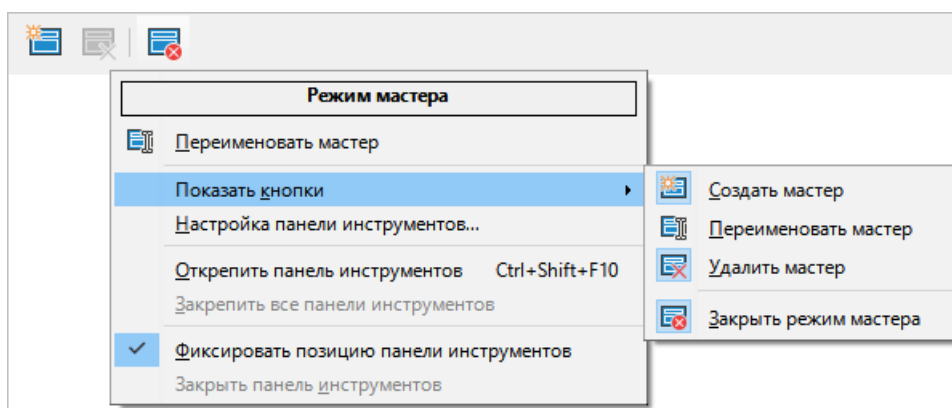 Режим мастера
Переименовать мастер
Показать кнопки
Настройка панели инструментов...
Открепить панель инструментов Ctrl+Shift+F10
Закрепить все панели инструментов
Фиксировать позицию панели инструментов
Закрыть панель инструментов
Создать мастер
Переименовать мастер
Удалить мастер
Закрыть режим мастера